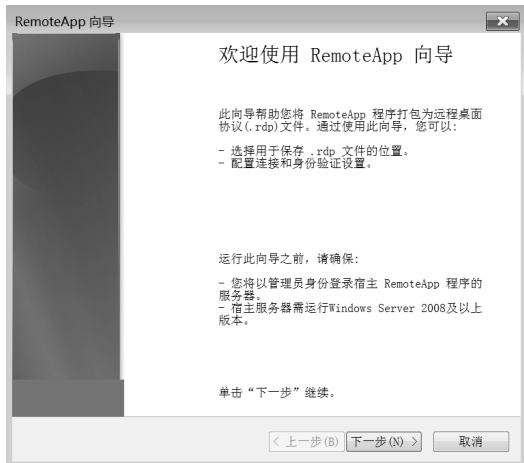 RemoteApp 向导
欢迎使用 RemoteApp 向导
此向导帮助您将 RemoteApp 程序打包为远程桌面
协议(.rdp)文件。通过使用此向导，您可以:
- 选择用于保存 .rdp 文件的位置。
- 配置连接和身份验证设置。
运行此向导之前，请确保:
- 您将以管理员身份登录宿主 RemoteApp 程序的
服务器。
- 宿主服务器需运行Windows Server 2008及以上
版本。
单击“下一步”继续。
< 上一步(B) 下一步(N) > 取消